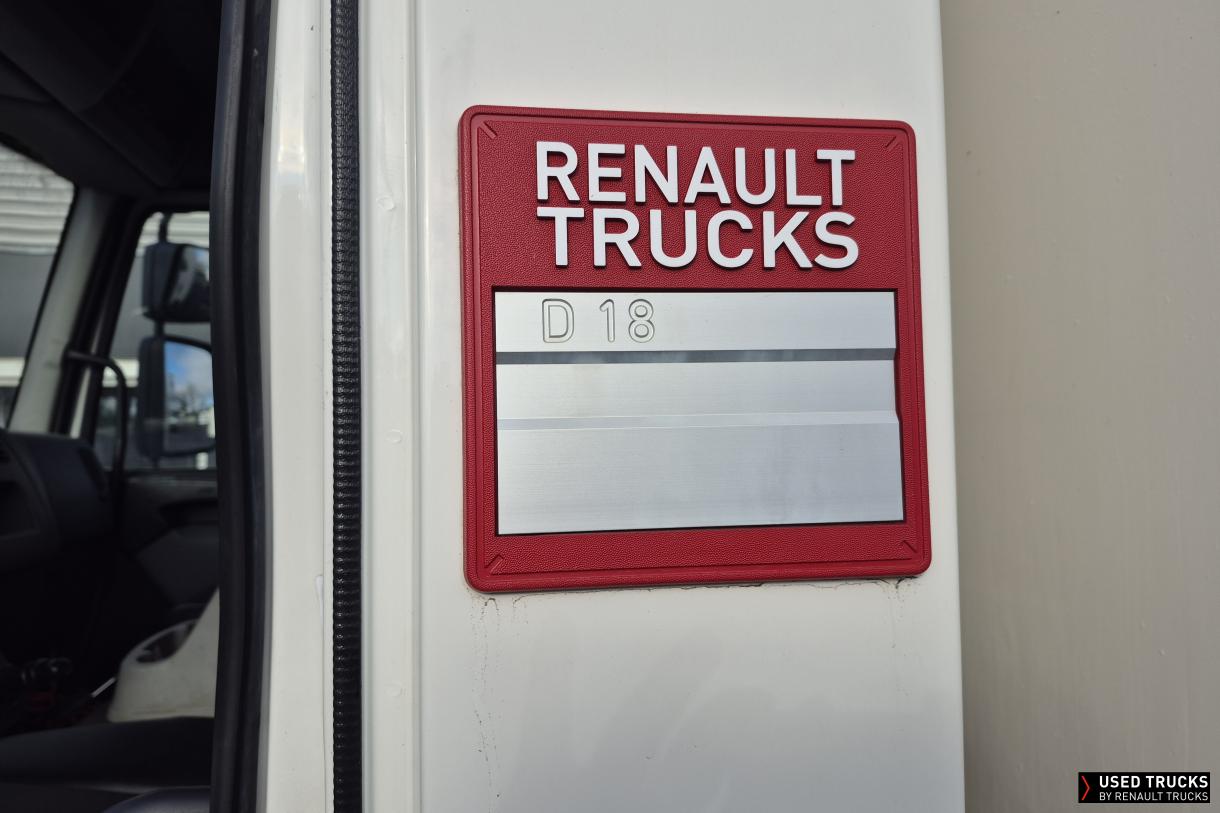 RENAULT
TRUCKS
D 18
USED TRUCKS
BY RENAULT TRUCKS